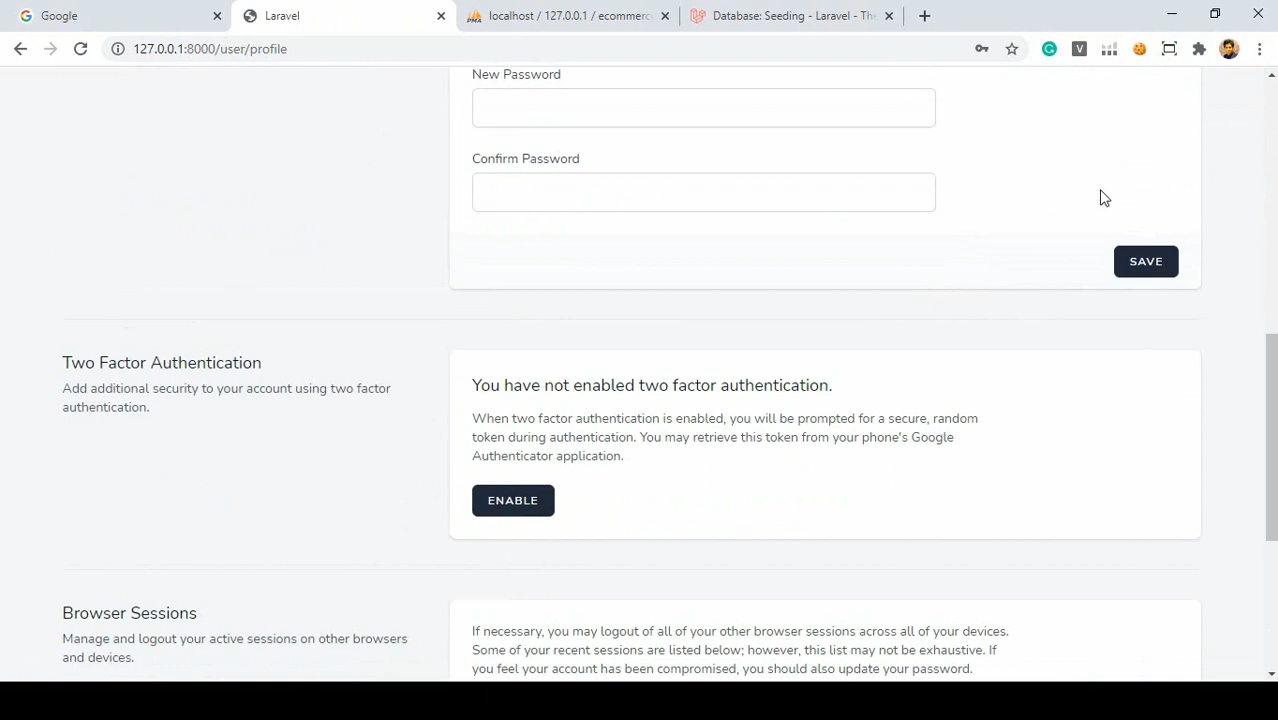 Google
Laravel
localhost / 127.0.0.1 / ecommerc
Database: Seeding - Laravel - The
127.0.0.1:8000/user/profile
New Password
Confirm Password
SAVE
Two Factor Authentication
Add additional security to your account using two factor
authentication.
You have not enabled two factor authentication.
When two factor authentication is enabled, you will be prompted for a secure, random
token during authentication. You may retrieve this token from your phone's Google
Authenticator application.
ENABLE
Browser Sessions
Manage and logout your active sessions on other browsers
and devices.
If necessary, you may logout of all of your other browser sessions across all of your devices.
Some of your recent sessions are listed below; however, this list may not be exhaustive. If
you feel your account has been compromised, you should also update your password.